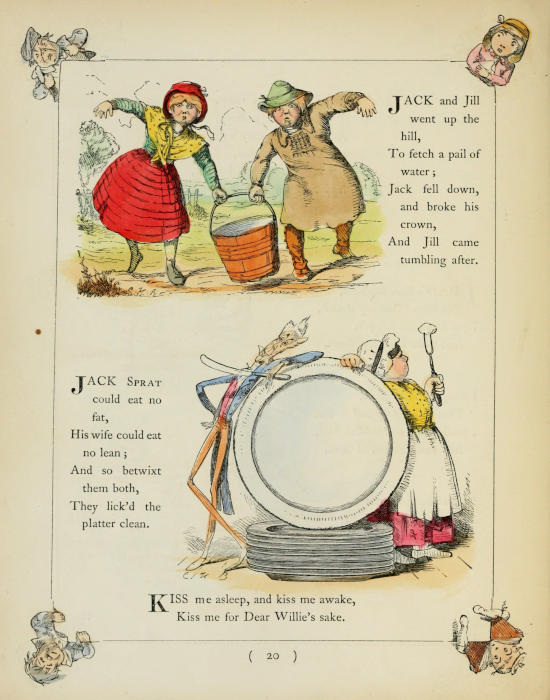 JACK and Jill
went up the
hill,
To fetch a pail of
water;
Jack fell down,
and broke his
crown,
And Jill came
tumbling after.
JACK SPRAT
could eat no
fat,
His wife could eat
no lean;
And so betwixt
them both,
They lick'd the
platter clean.
KISS me asleep, and kiss me awake,
Kiss me for Dear Willie's sake.
( 20 )